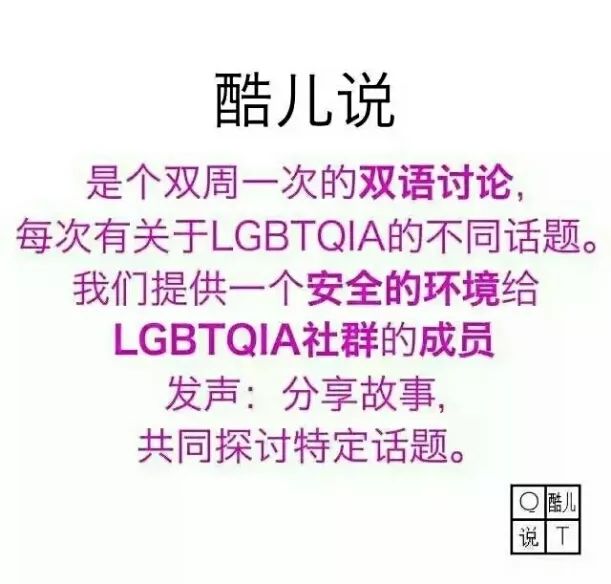 酷儿说
是个双周一次的双语讨论,
每次有关于LGBTQIA的不同话题。
我们提供一个安全的环境给
LGBTQIA社群的成员
发声：分享故事,
共同探讨特定话题。
Q酷儿
说T